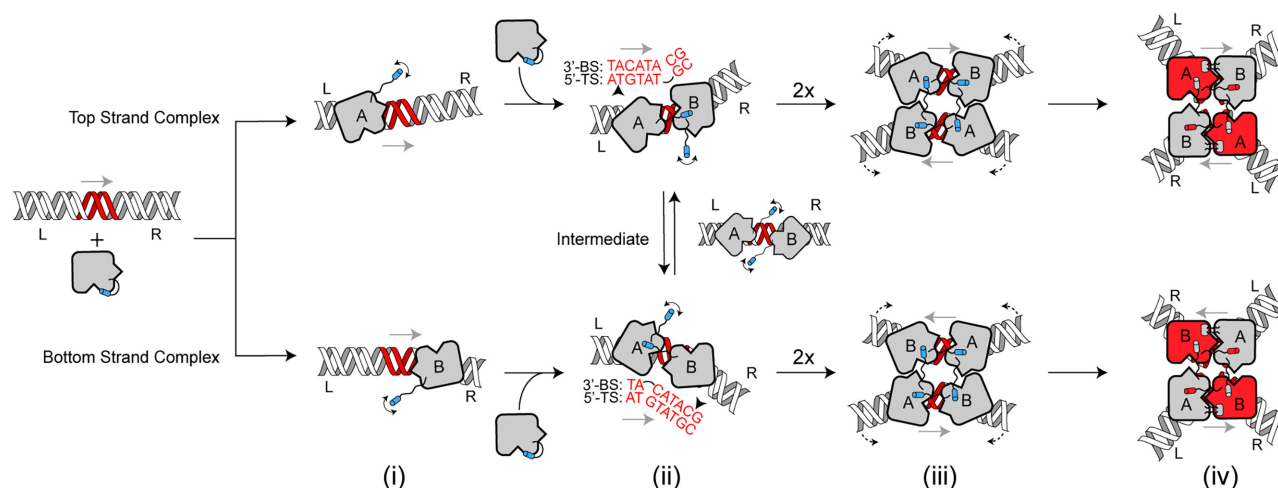 L
R
A
Top Strand Complex
3'-BS: TACATA CG
5'-TS: ATGTAT GC
B
A
L
R
2x
L
R
A
B
B
A
R
L
L
R
A
B
B
A
R
L
L
R
+
Intermediate
L
R
A
B
Bottom Strand Complex
L
R
B
L
R
A
B
3'-BS: TA CATACG
5'-TS: AT GTATGC
2x
R
L
B
A
A
B
L
R
R
L
B
A
A
B
L
R
(i)
(ii)
(iii)
(iv)